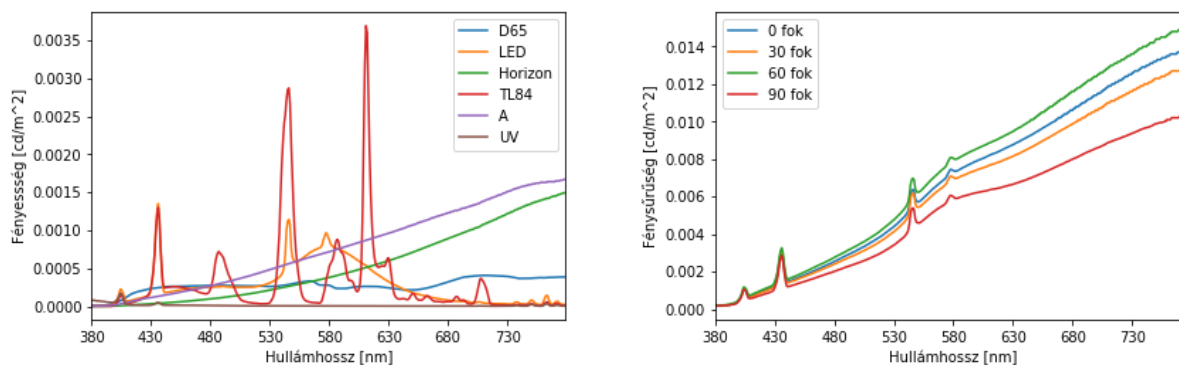 0.0035
0.0030
0.0025
0.0020
0.0015
0.0010
0.0005
0.0000
Fényessség [cd/m^2]
D65
LED
Horizon
TL84
A
UV
380 430 480 530 580 630 680 730
Hullámhossz [nm]
0.014
0.012
0.010
0.008
0.006
0.004
0.002
0.000
Fénysűrűség [cd/m^2]
0 fok
30 fok
60 fok
90 fok
380 430 480 530 580 630 680 730
Hullámhossz [nm]